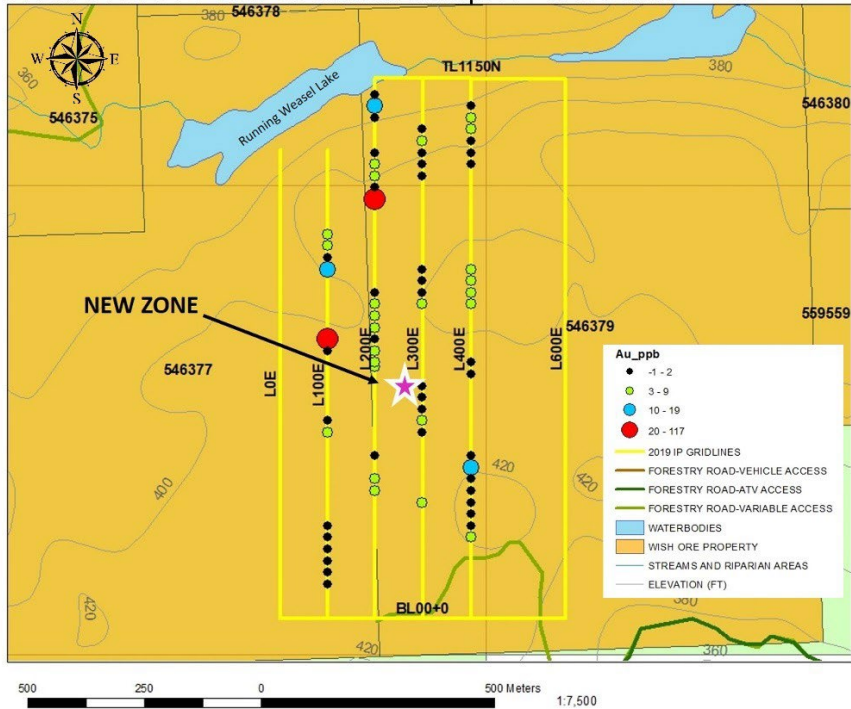 546378
380
N
W E
S
360
546375
Running Weasel Lake
TL1150N
380
546380
NEW ZONE
546377
L0E
L100E
L200E
L300E
L400E
L600E
546379
559559
400
420
420
BL00+0
420
380
360
Au_ppb
-1 - 2
3 - 9
10 - 19
20 - 117
2019 IP GRIDLINES
FORESTRY ROAD-VEHICLE ACCESS
FORESTRY ROAD-ATV ACCESS
FORESTRY ROAD-VARIABLE ACCESS
WATERBODIES
WISH ORE PROPERTY
STREAMS AND RIPARIAN AREAS
ELEVATION (FT)
500 250 0 500 Meters
1:7,500